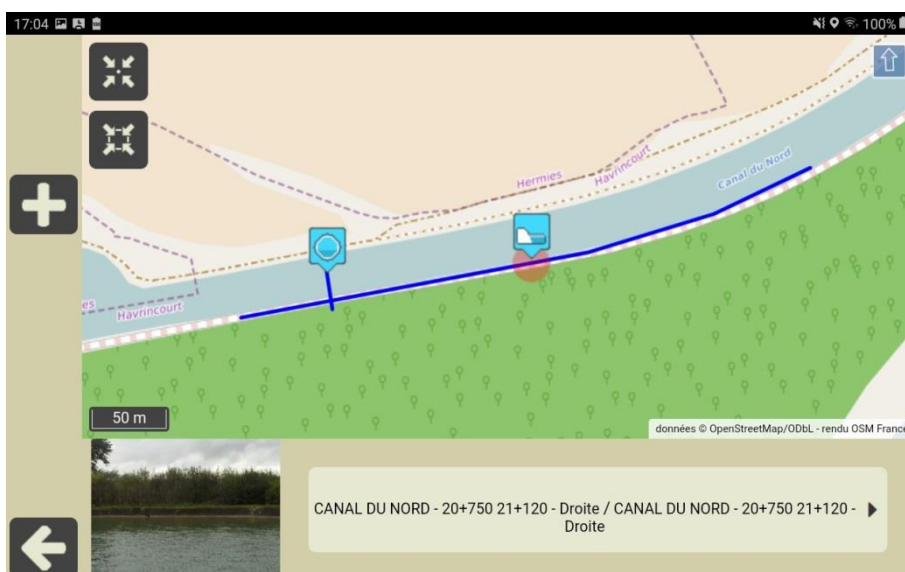 17:04
100%
Hermies
Havrincourt
Canal du Nord
es
Havrincourt
50 m
données © OpenStreetMap/ODbL - rendu OSM France
CANAL DU NORD - 20+750 21+120 - Droite / CANAL DU NORD - 20+750 21+120 -
Droite